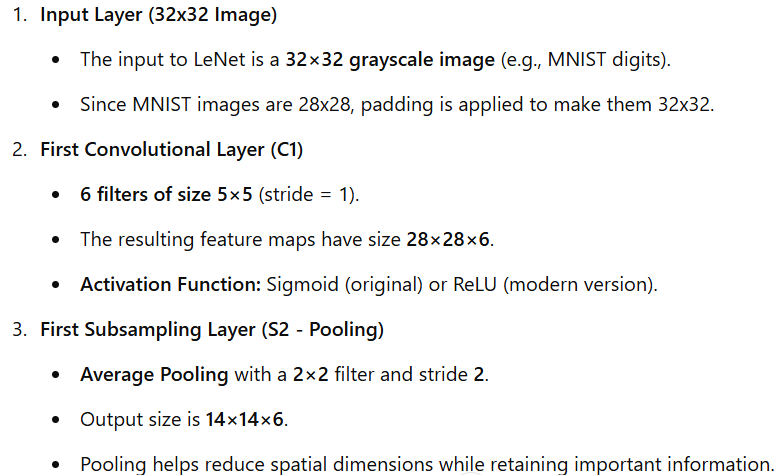 1. Input Layer (32x32 Image)
• The input to LeNet is a 32×32 grayscale image (e.g., MNIST digits).
• Since MNIST images are 28x28, padding is applied to make them 32x32.
2. First Convolutional Layer (C1)
• 6 filters of size 5×5 (stride = 1).
• The resulting feature maps have size 28×28×6.
• Activation Function: Sigmoid (original) or ReLU (modern version).
3. First Subsampling Layer (S2 - Pooling)
• Average Pooling with a 2×2 filter and stride 2.
• Output size is 14×14×6.
• Pooling helps reduce spatial dimensions while retaining important information.